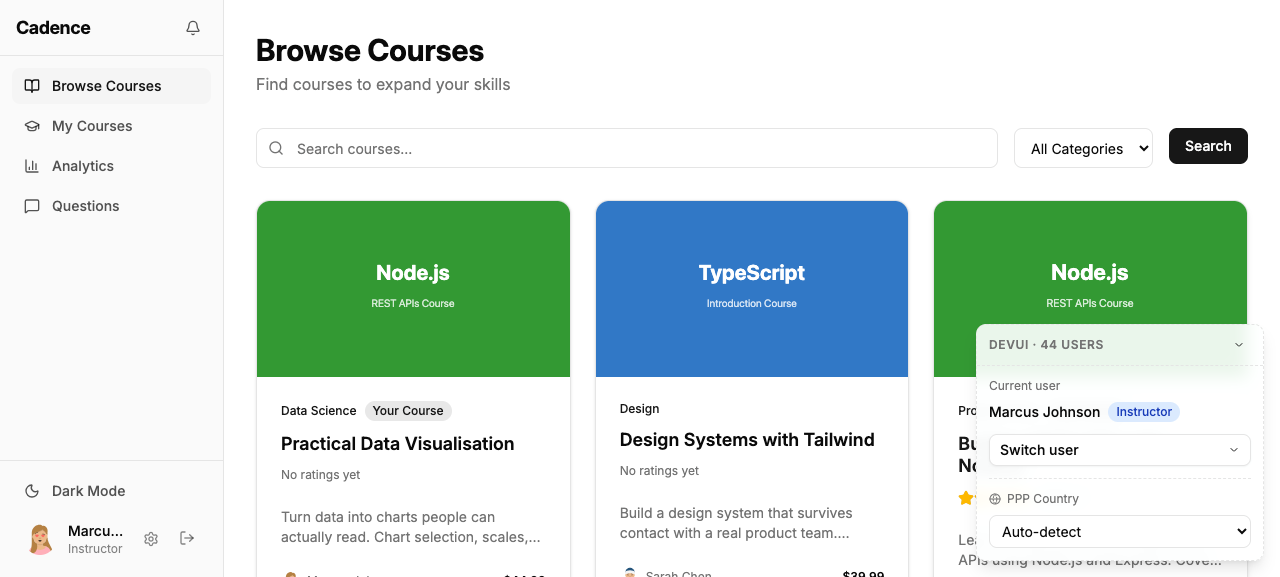 Cadence
Browse Courses
My Courses
Analytics
Questions
Dark Mode
Marcu...
Instructor
Browse Courses
Find courses to expand your skills
Search courses...
All Categories
Search
Node.js
REST APIs Course
Data Science
Your Course
Practical Data Visualisation
No ratings yet
Turn data into charts people can
actually read. Chart selection, scales,...
TypeScript
Introduction Course
Design
Design Systems with Tailwind
No ratings yet
Build a design system that survives
contact with a real product team....
Sarah Chen
$39.99
Node.js
REST APIs Course
APIs using Node.js and Express.
DEVUI · 44 USERS
Current user
Marcus Johnson
Instructor
Switch user
PPP Country
Auto-detect